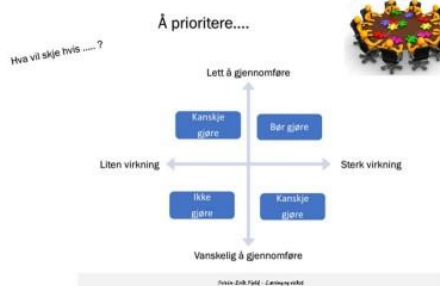 Å prioritere....
Hva vil skje hvis ..... ?
Lett å gjennomføre
Kanskje
gjøre
Bør gjøre
Liten virkning
Sterk virkning
Ikke
gjøre
Kanskje
gjøre
Vanskelig å gjennomføre